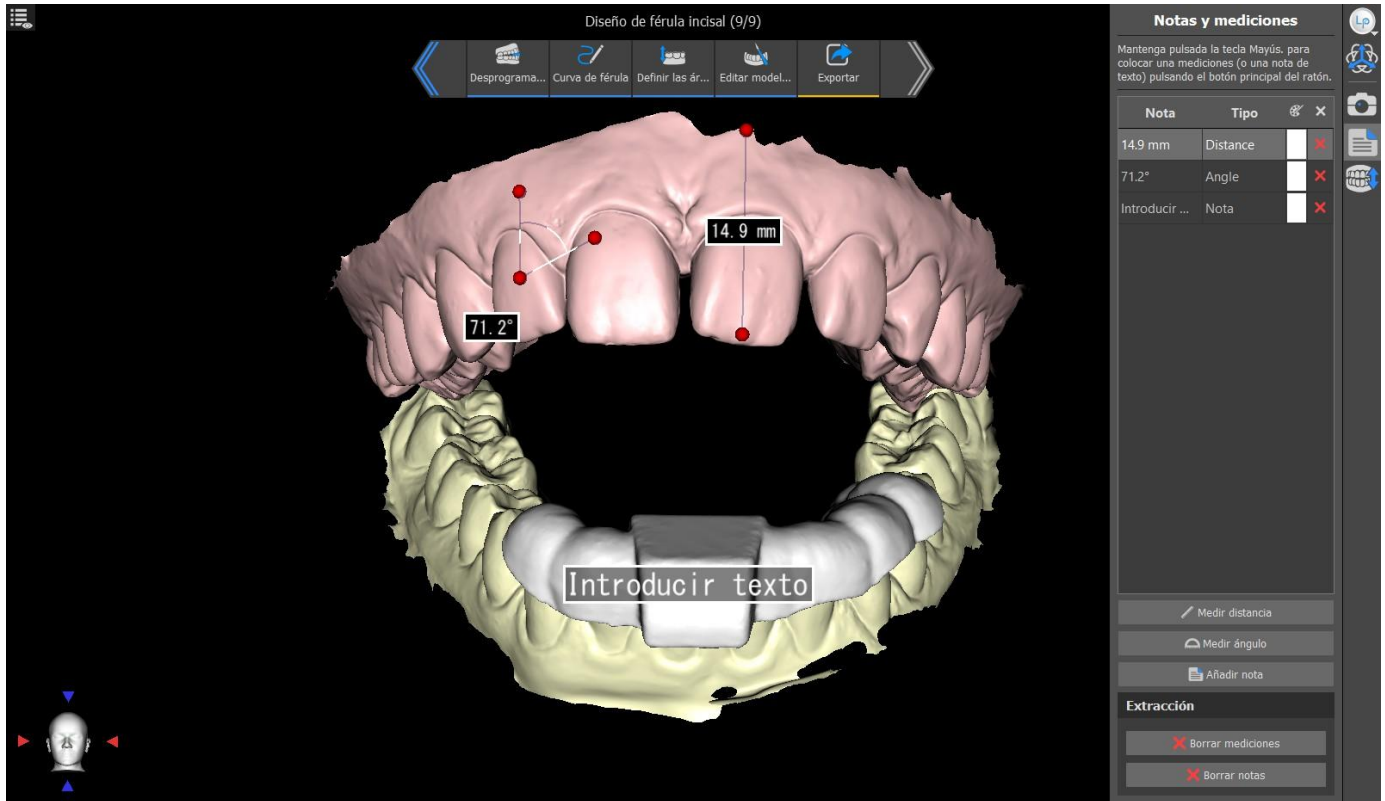 Diseño de férula incisal (9/9)
Desprograma...
Curva de férula
Definir las ár...
Editar model...
Exportar
14.9 mm
71.2°
Introducir texto
Notas y mediciones
Mantenga pulsada la tecla Mayús. para
colocar una mediciones (o una nota de
texto) pulsando el botón principal del ratón.
Nota Tipo
14.9 mm Distance
71.2° Angle
Introducir ... Nota
Medir distancia
Medir ángulo
Añadir nota
Extracción
Borrar mediciones
Borrar notas
Lp